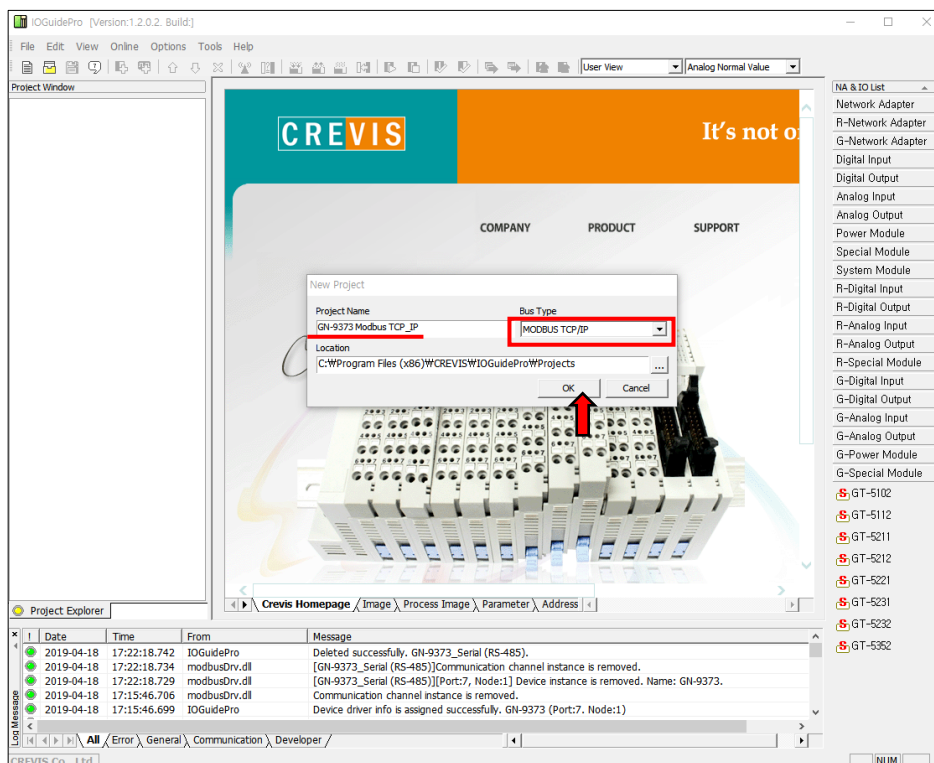 IOGuidePro [Version:1.2.0.2. Build:]
File Edit View Online Options Tools Help
User View Analog Normal Value
Project Window
CREVIS
It's not o
COMPANY PRODUCT SUPPORT
New Project
Project Name Bus Type
GN-9373 Modbus TCP_IP MODBUS TCP/IP
Location
C:₩Program Files (x86)₩CREVIS₩IOGuidePro₩Projects ...
OK Cancel
NA & IO List
Network Adapter
R-Network Adapter
G-Network Adapter
Digital Input
Digital Output
Analog Input
Analog Output
Power Module
Special Module
System Module
R-Digital Input
R-Digital Output
R-Analog Input
R-Analog Output
R-Special Module
G-Digital Input
G-Digital Output
G-Analog Input
G-Analog Output
G-Power Module
G-Special Module
GT-5102
GT-5112
GT-5211
GT-5212
GT-5221
GT-5231
GT-5232
GT-5352
Project Explorer
Crevis Homepage Image Process Image Parameter Address
! Date Time From Message
2019-04-18 17:22:18.742 IOGuidePro Deleted successfully. GN-9373_Serial (RS-485).
2019-04-18 17:22:18.734 modbusDrv.dll [GN-9373_Serial (RS-485)]Communication channel instance is removed.
2019-04-18 17:22:18.729 modbusDrv.dll [GN-9373_Serial (RS-485)][Port:7, Node:1] Device instance is removed. Name: GN-9373.
2019-04-18 17:15:46.706 modbusDrv.dll Communication channel instance is removed.
2019-04-18 17:15:46.699 IOGuidePro Device driver info is assigned successfully. GN-9373 (Port:7. Node:1)
Log Message
All Error General Communication Developer
CREVIS Co., Ltd. NUM